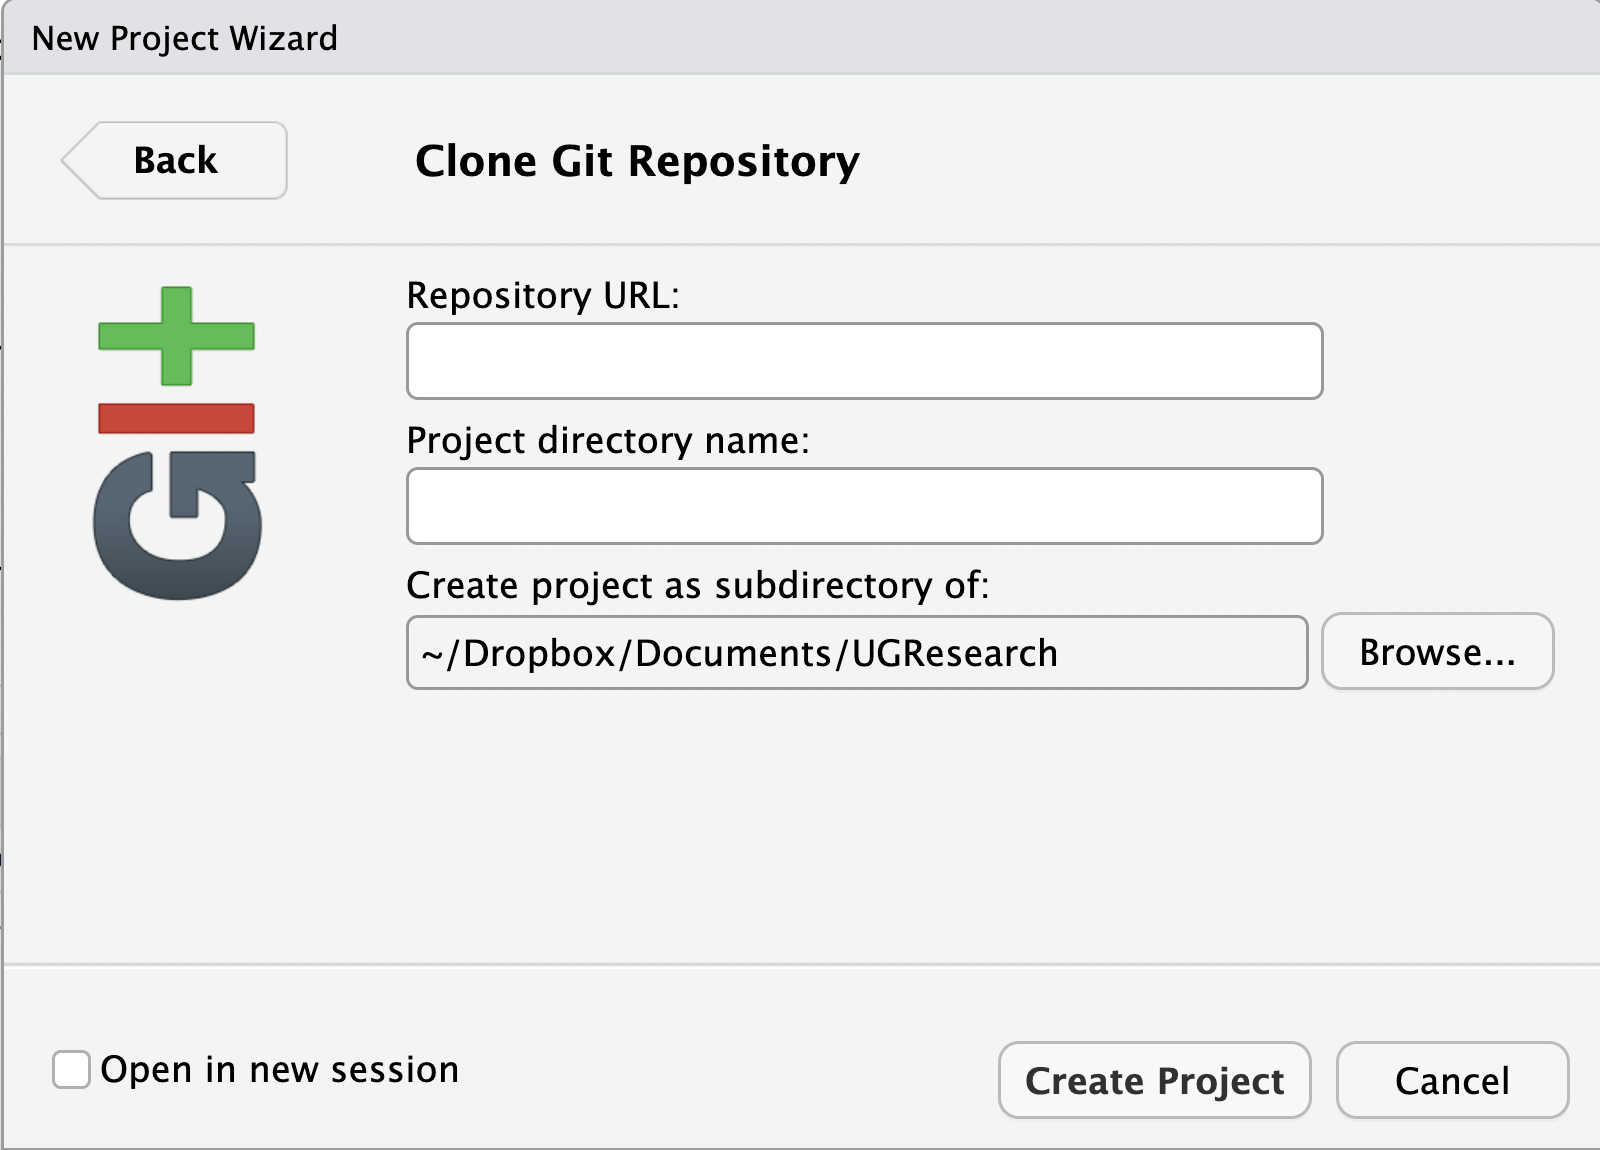 New Project Wizard
Back
Clone Git Repository
GIt
Repository URL:
Project directory name:
Create project as subdirectory of:
~/Dropbox/Documents/UGResearch
Browse...
Open in new session
Create Project
Cancel